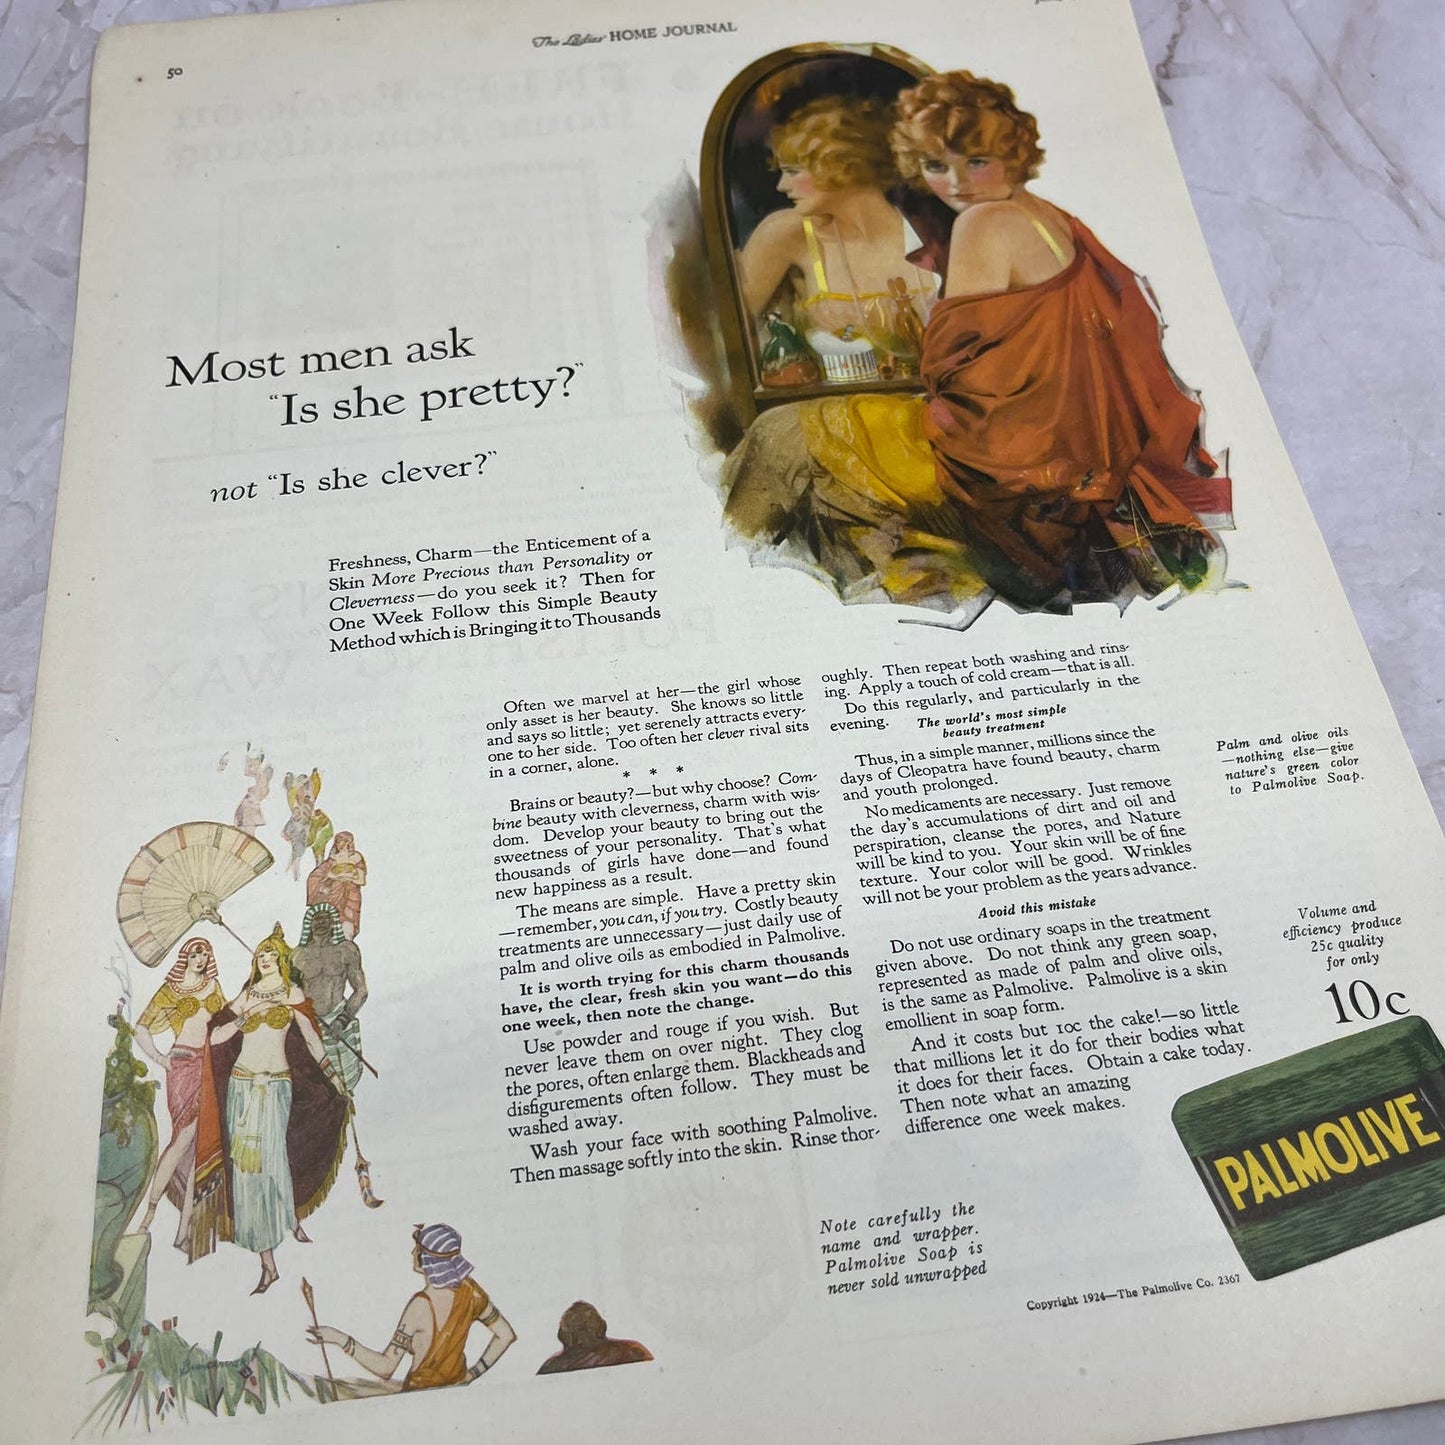 50
The Ladies' HOME JOURNAL
Most men ask
"Is she pretty?"
not "Is she clever?"
Freshness, Charm—the Enticement of a
Skin More Precious than Personality or
Cleverness—do you seek it? Then for
One Week Follow this Simple Beauty
Method which is Bringing it to Thousands
Often we marvel at her—the girl whose
only asset is her beauty. She knows so little
and says so little; yet serenely attracts every-
one to her side. Too often her clever rival sits
in a corner, alone.
* * *
Brains or beauty?—but why choose? Com-
bine beauty with cleverness, charm with wis-
dom. Develop your beauty to bring out the
sweetness of your personality. That's what
thousands of girls have done—and found
new happiness as a result.
The means are simple. Have a pretty skin
—remember, you can, if you try. Costly beauty
treatments are unnecessary—just daily use of
palm and olive oils as embodied in Palmolive.
It is worth trying for this charm thousands
have, the clear, fresh skin you want—do this
one week, then note the change.
Use powder and rouge if you wish. But
never leave them on over night. They clog
the pores, often enlarge them. Blackheads and
disfigurements often follow. They must be
washed away.
Wash your face with soothing Palmolive.
Then massage softly into the skin. Rinse thor-
oughly. Then repeat both washing and rins-
ing. Apply a touch of cold cream—that is all.
Do this regularly, and particularly in the
evening.
The world's most simple
beauty treatment
Thus, in a simple manner, millions since the
days of Cleopatra have found beauty, charm
and youth prolonged.
No medicaments are necessary. Just remove
the day's accumulations of dirt and oil and
perspiration, cleanse the pores, and Nature
will be kind to you. Your skin will be of fine
texture. Your color will be good. Wrinkles
will not be your problem as the years advance.
Avoid this mistake
Do not use ordinary soaps in the treatment
given above. Do not think any green soap,
represented as made of palm and olive oils,
is the same as Palmolive. Palmolive is a skin
emollient in soap form.
And it costs but 10c the cake!—so little
that millions let it do for their bodies what
it does for their faces. Obtain a cake today.
Then note what an amazing
difference one week makes.
Palm and olive oils
—nothing else—give
nature's green color
to Palmolive Soap.
Volume and
efficiency produce
25c quality
for only
10c
PALMOLIVE
Note carefully the
name and wrapper.
Palmolive Soap is
never sold unwrapped
Copyright 1924—The Palmolive Co. 2367